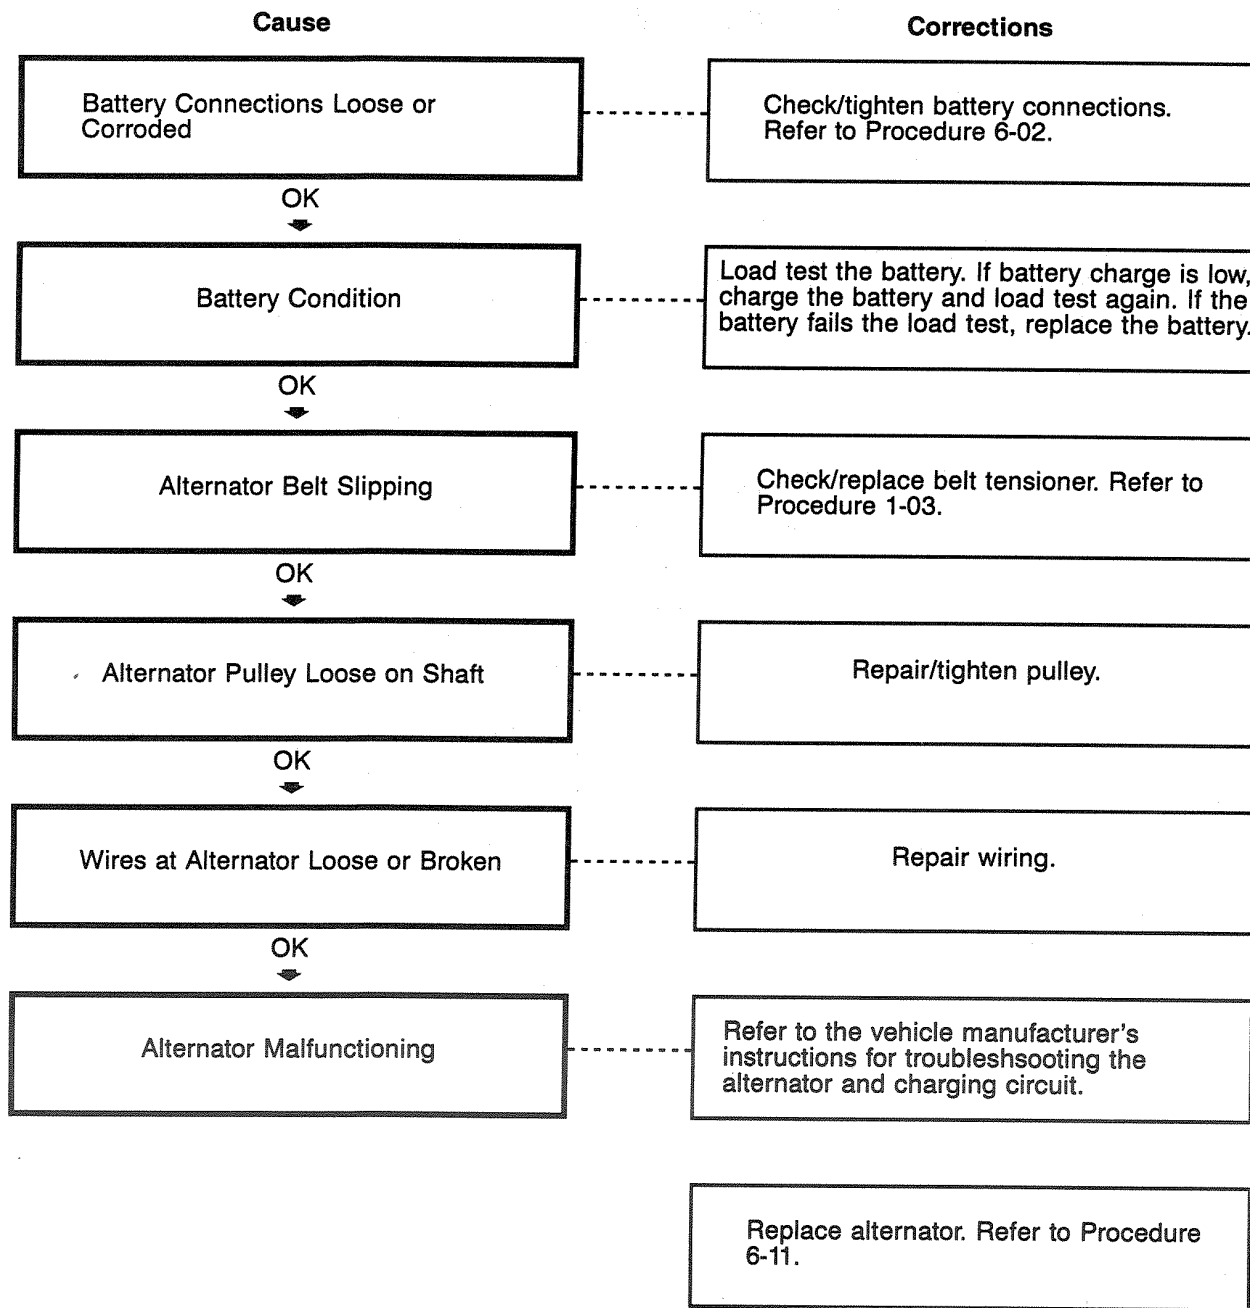 Cause
Corrections
Battery Connections Loose or
Corroded
Check/tighten battery connections.
Refer to Procedure 6-02.
OK
Battery Condition
Load test the battery. If battery charge is low,
charge the battery and load test again. If the
battery fails the load test, replace the battery.
OK
Alternator Belt Slipping
Check/replace belt tensioner. Refer to
Procedure 1-03.
OK
Alternator Pulley Loose on Shaft
Repair/tighten pulley.
OK
Wires at Alternator Loose or Broken
Repair wiring.
OK
Alternator Malfunctioning
Refer to the vehicle manufacturer's
instructions for troubleshsooting the
alternator and charging circuit.
Replace alternator. Refer to Procedure
6-11.